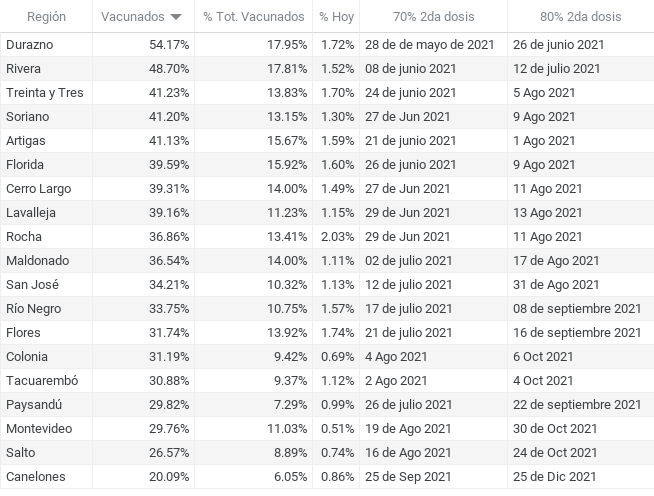 Región Vacunados % Tot. Vacunados % Hoy 70% 2da dosis 80% 2da dosis
Durazno 54.17% 17.95% 1.72% 28 de de mayo de 2021 26 de junio 2021
Rivera 48.70% 17.81% 1.52% 08 de junio 2021 12 de julio 2021
Treinta y Tres 41.23% 13.83% 1.70% 24 de junio 2021 5 Ago 2021
Soriano 41.20% 13.15% 1.30% 27 de Jun 2021 9 Ago 2021
Artigas 41.13% 15.67% 1.59% 21 de junio 2021 1 Ago 2021
Florida 39.59% 15.92% 1.60% 26 de junio 2021 9 Ago 2021
Cerro Largo 39.31% 14.00% 1.49% 27 de Jun 2021 11 Ago 2021
Lavalleja 39.16% 11.23% 1.15% 29 de Jun 2021 13 Ago 2021
Rocha 36.86% 13.41% 2.03% 29 de Jun 2021 11 Ago 2021
Maldonado 36.54% 14.00% 1.11% 02 de julio 2021 17 de Ago 2021
San José 34.21% 10.32% 1.13% 12 de julio 2021 31 de Ago 2021
Río Negro 33.75% 10.75% 1.57% 17 de julio 2021 08 de septiembre 2021
Flores 31.74% 13.92% 1.74% 21 de julio 2021 16 de septiembre 2021
Colonia 31.19% 9.42% 0.69% 4 Ago 2021 6 Oct 2021
Tacuarembó 30.88% 9.37% 1.12% 2 Ago 2021 4 Oct 2021
Paysandú 29.82% 7.29% 0.99% 26 de julio 2021 22 de septiembre 2021
Montevideo 29.76% 11.03% 0.51% 19 de Ago 2021 30 de Oct 2021
Salto 26.57% 8.89% 0.74% 16 de Ago 2021 24 de Oct 2021
Canelones 20.09% 6.05% 0.86% 25 de Sep 2021 25 de Dic 2021